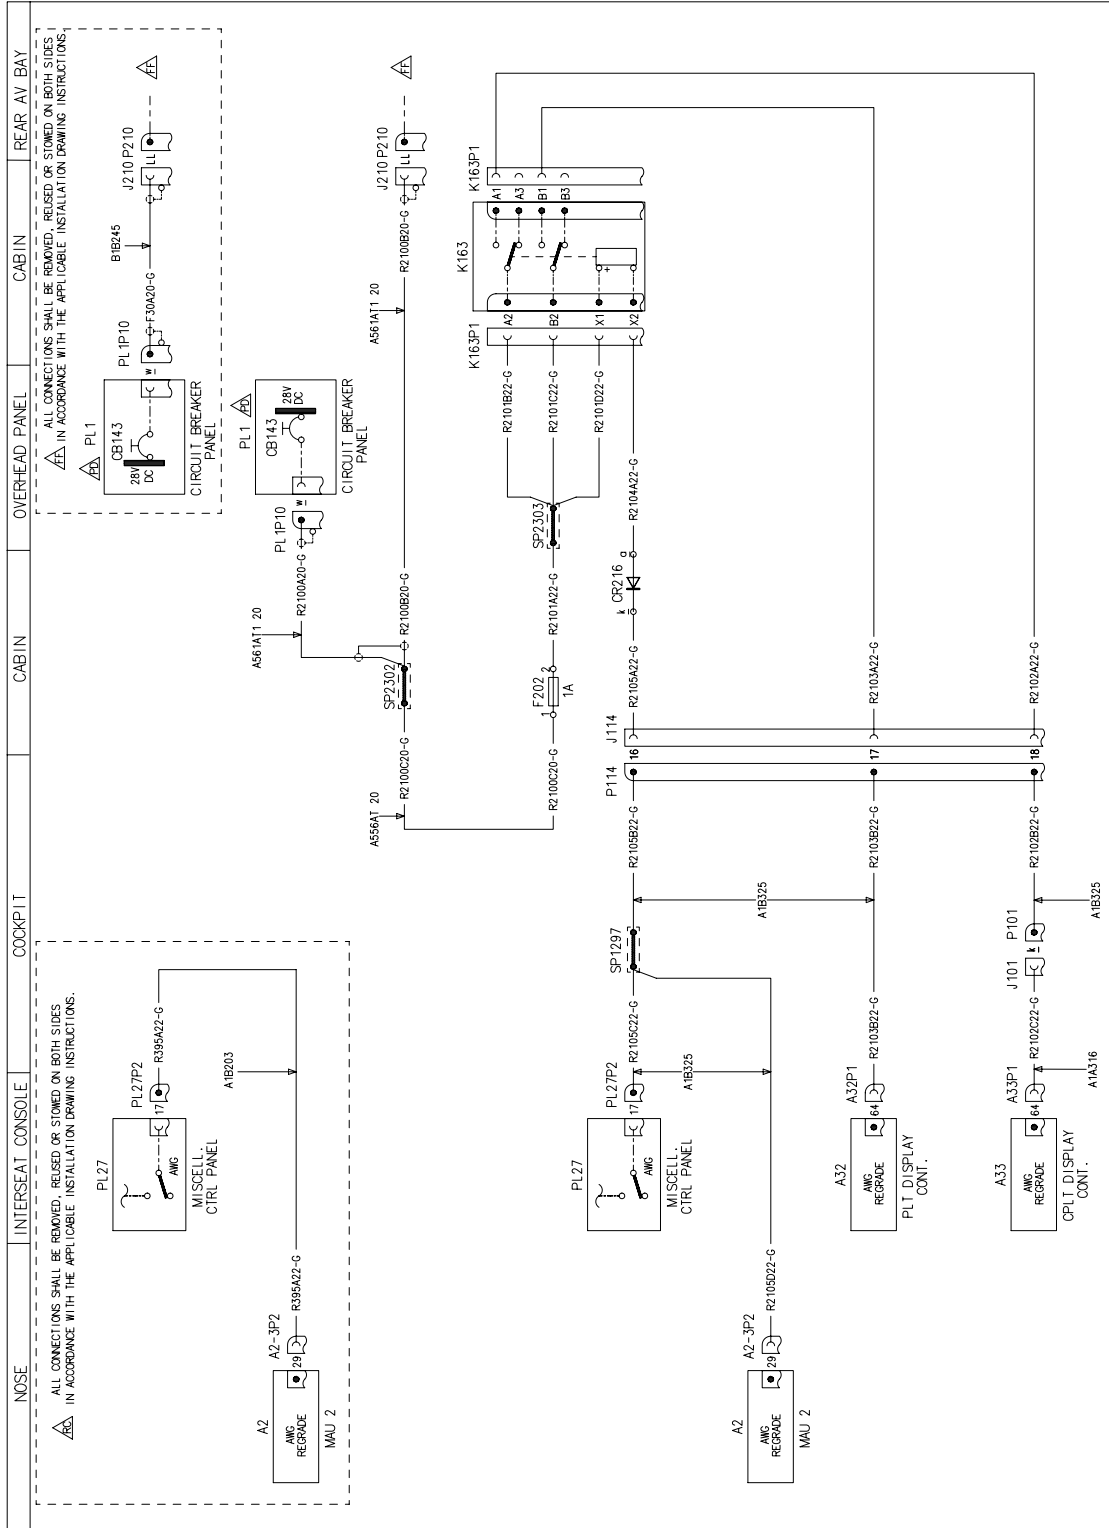 NOSE
INTERSEAT CONSOLE
COCKPIT
CABIN
OVERHEAD PANEL
CABIN
REAR AV BAY
RC
ALL CONNECTIONS SHALL BE REMOVED, REUSED OR STOWED ON BOTH SIDES
IN ACCORDANCE WITH THE APPLICABLE INSTALLATION DRAWING INSTRUCTIONS.
PL27
PL27P2
17
AWG
MISCELL.
CTRL PANEL
R395A22-G
A1B203
R395A22-G
A2
A2-3P2
29
AWG
REGRADE
MAU 2
FF
ALL CONNECTIONS SHALL BE REMOVED, REUSED OR STOWED ON BOTH SIDES
IN ACCORDANCE WITH THE APPLICABLE INSTALLATION DRAWING INSTRUCTIONS.
PD
PL1
CB143
28V
DC
CIRCUIT BREAKER
PANEL
PL1P10
w
F30A20-G
B1B245
J210
P210
LL
FF
PL1
PD
CB143
28V
DC
CIRCUIT BREAKER
PANEL
PL1P10
w
R2100A20-G
A561AT1 20
A561AT1 20
J210
P210
LL
FF
R2100B20-G
R2100B20-G
SP2302
R2100C20-G
A556AT 20
R2100C20-G
F202
1
2
1A
R2101A22-G
SP2303
R2101B22-G
R2101C22-G
R2101D22-G
K163P1
K163
K163P1
A2
B2
X1
X2
+
A1
A3
B1
B3
R2104A22-G
CR216
a
k
R2105A22-G
R2103A22-G
R2102A22-G
J114
P114
16
17
18
R2105B22-G
R2103B22-G
R2102B22-G
A1B325
SP1297
R2105C22-G
PL27P2
PL27
17
AWG
MISCELL.
CTRL PANEL
A1B325
R2105D22-G
A2
A2-3P2
29
AWG
REGRADE
MAU 2
R2103B22-G
A32
A32P1
64
AWG
REGRADE
PLT DISPLAY
CONT.
A1B325
P101
J101
k
R2102C22-G
A1A316
A33
A33P1
64
AWG
REGRADE
CPLT DISPLAY
CONT.